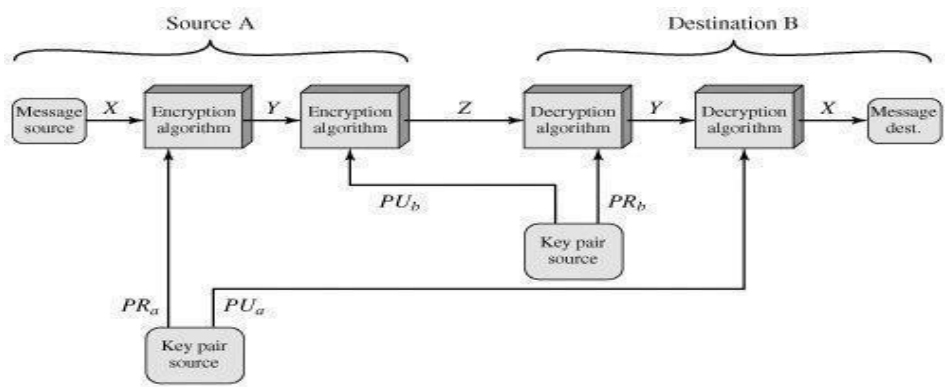 Source A
Destination B
Message
source
X
Encryption
algorithm
Y
Encryption
algorithm
Z
Decryption
algorithm
Y
Decryption
algorithm
X
Message
dest.
PUb
PRb
Key pair
source
PRa
PUa
Key pair
source